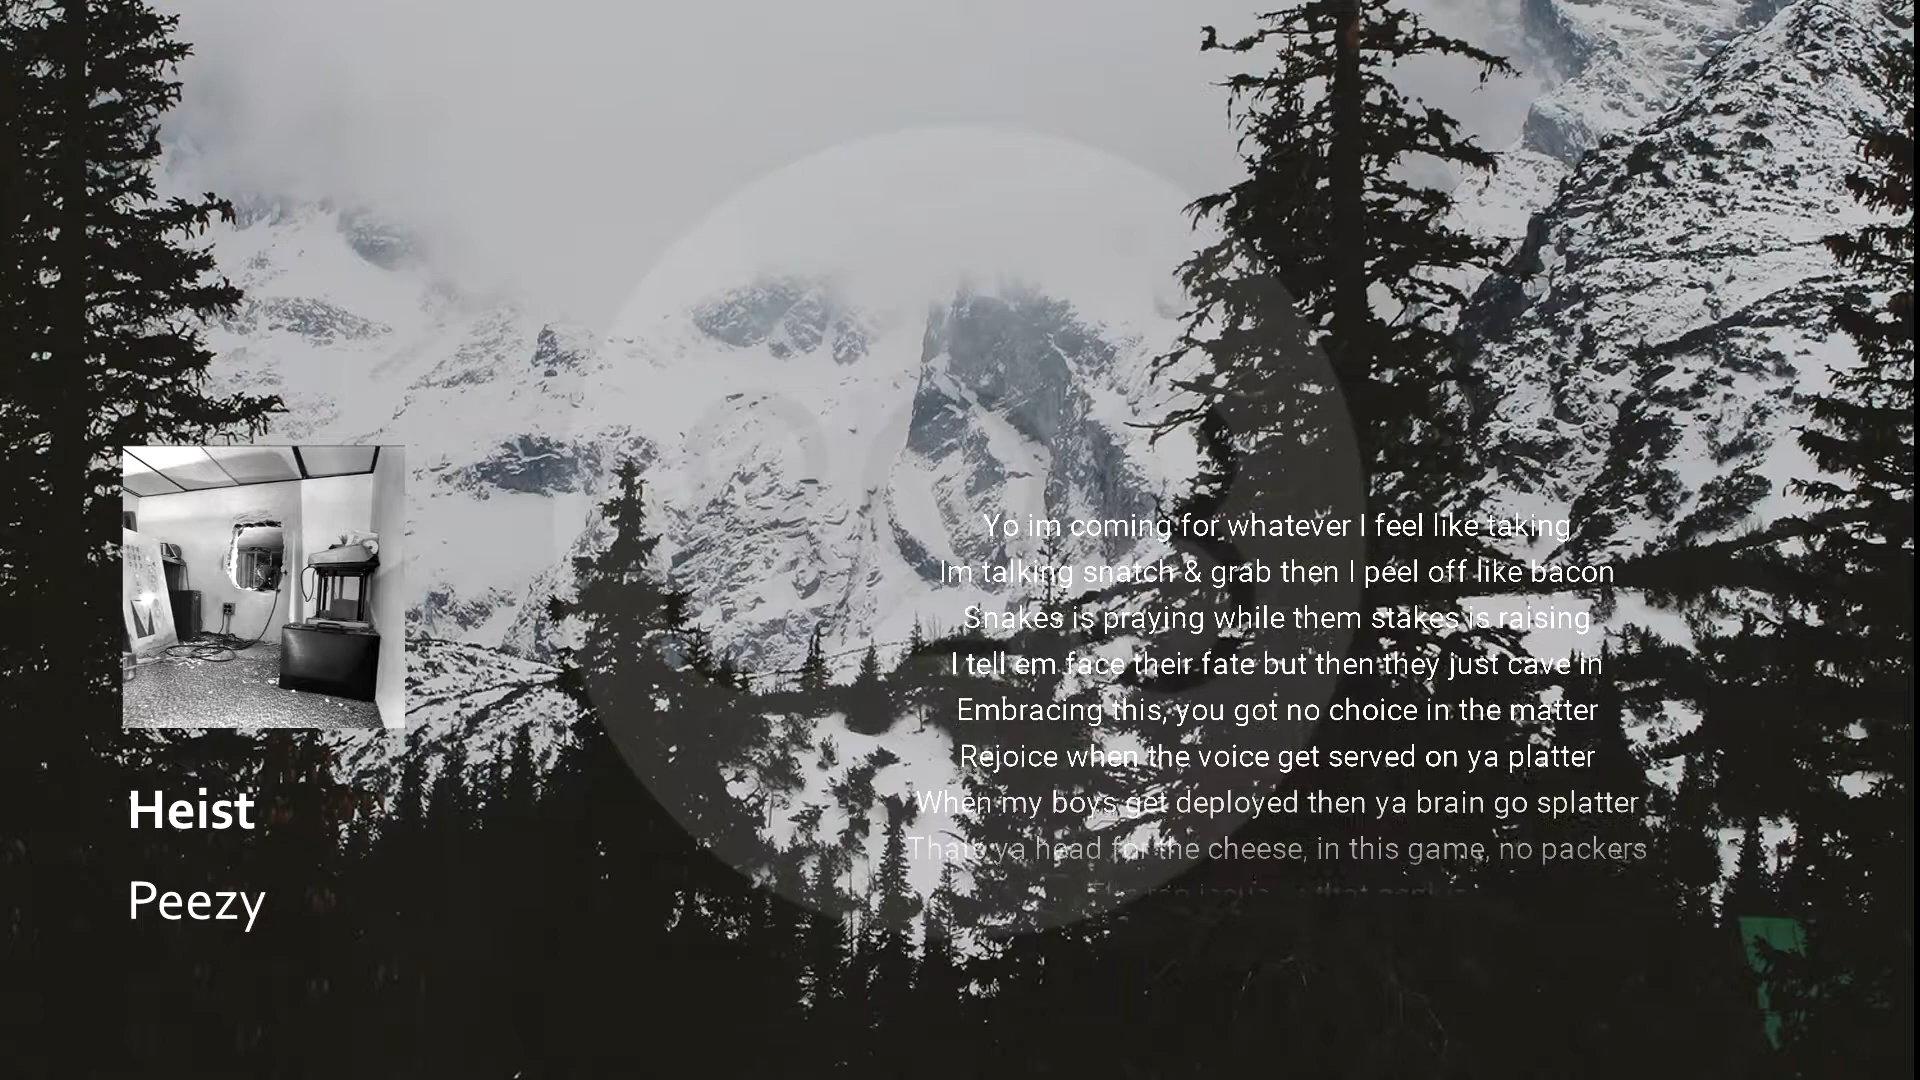 Heist
Peezy
Yo im coming for whatever I feel like taking
Im talking snatch & grab then I peel off like bacon
Snakes is praying while them stakes is raising
I tell em face their fate but then they just cave in
Embracing this, you got no choice in the matter
Rejoice when the voice get served on ya platter
When my boys get deployed then ya brain go splatter
Thats ya head for the cheese, in this game, no packers